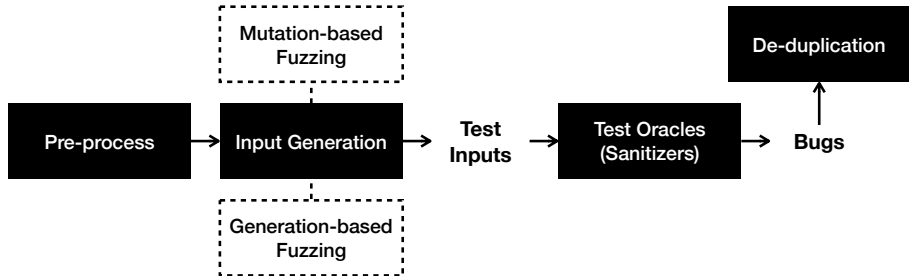 Mutation-based
Fuzzing
De-duplication
Pre-process
Input Generation
Test
Inputs
Test Oracles
(Sanitizers)
Bugs
Generation-based
Fuzzing